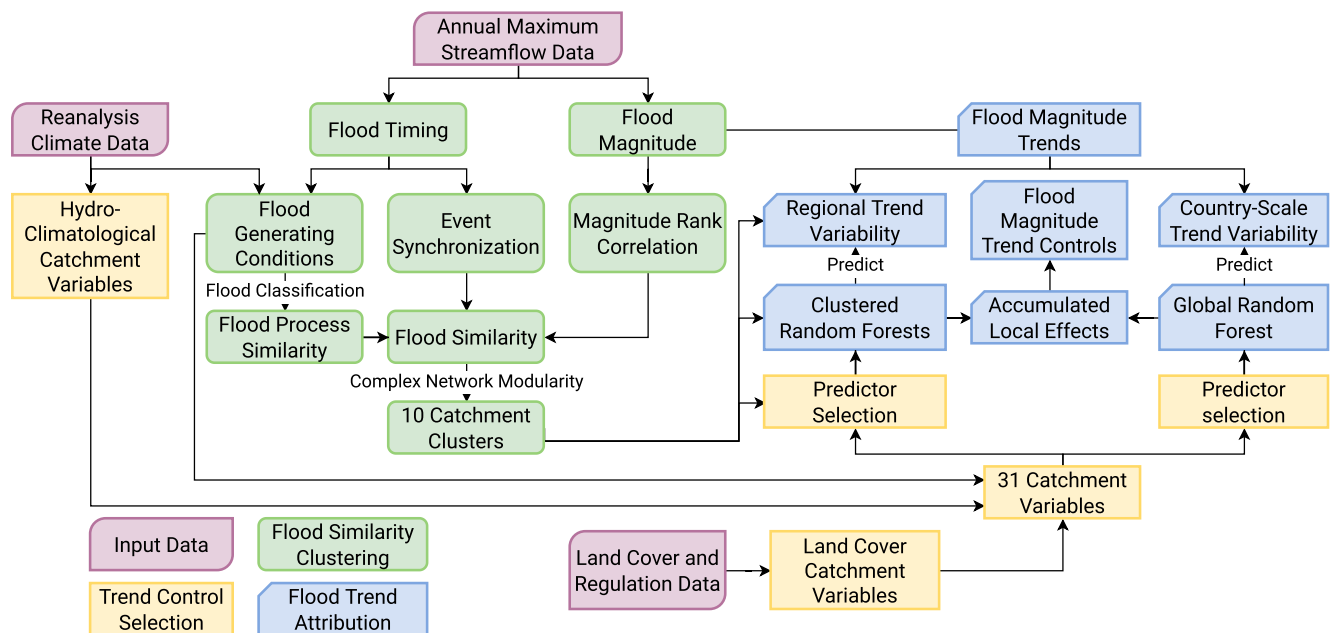 Annual Maximum
Streamflow Data
Reanalysis
Climate Data
Flood Timing
Flood
Magnitude
Flood Magnitude
Trends
Hydro-
Climatological
Catchment
Variables
Flood
Generating
Conditions
Event
Synchronization
Magnitude Rank
Correlation
Regional Trend
Variability
Flood
Magnitude
Trend Controls
Country-Scale
Trend Variability
Flood Classification
Predict
Predict
Flood Process
Similarity
Flood Similarity
Clustered
Random Forests
Accumulated
Local Effects
Global Random
Forest
Complex Network Modularity
10 Catchment
Clusters
Predictor
Selection
Predictor
selection
31 Catchment
Variables
Input Data
Flood Similarity
Clustering
Land Cover and
Regulation Data
Land Cover
Catchment
Variables
Trend Control
Selection
Flood Trend
Attribution